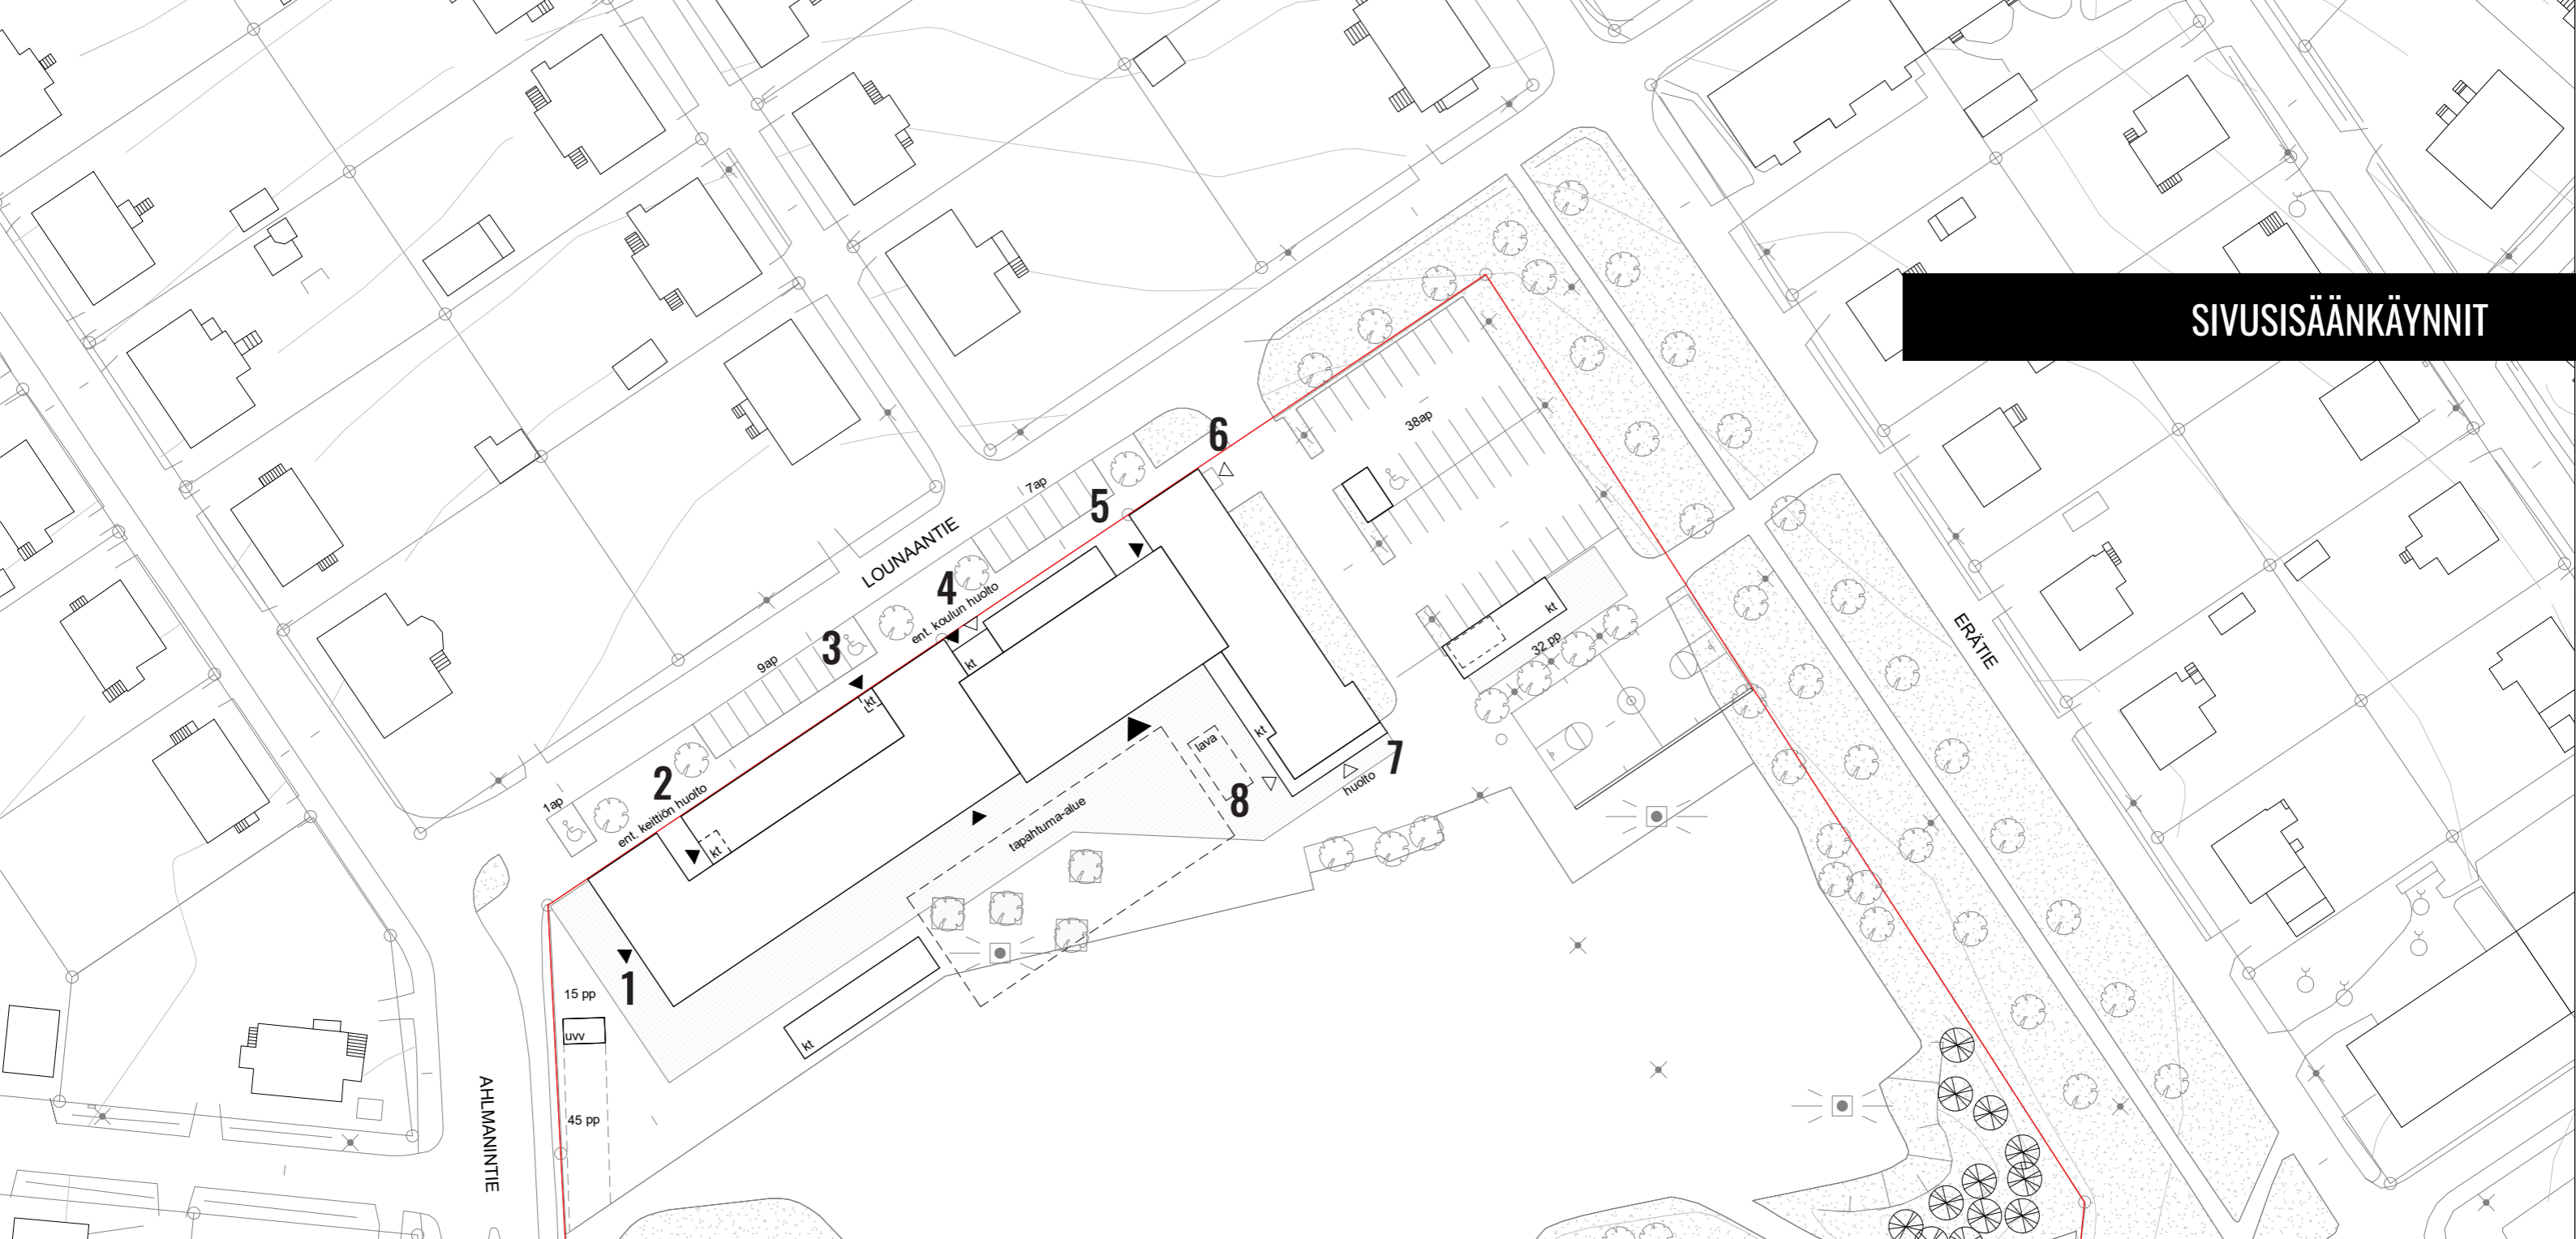 SIVUSISÄÄNKÄYNNIT
6
38ap
7ap
5
LOUNAANTIE
4
ent. koulun huolto
3
9ap
kt
kt
kt
32 pp
ERÄTIE
kt
lava
7
huolto
8
tapahtuma-alue
2
1ap
ent. keittiön huolto
kt
1
15 pp
uvv
kt
45 pp
AHLMANINTIE